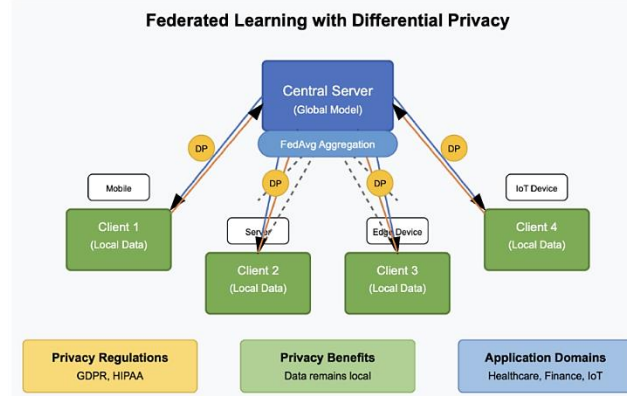 Federated Learning with Differential Privacy
Central Server
(Global Model)
FedAvg Aggregation
DP
DP
DP
DP
Mobile
IoT Device
Client 1
(Local Data)
Server
Edge Device
Client 4
(Local Data)
Client 2
(Local Data)
Client 3
(Local Data)
Privacy Regulations
GDPR, HIPAA
Privacy Benefits
Data remains local
Application Domains
Healthcare, Finance, IoT